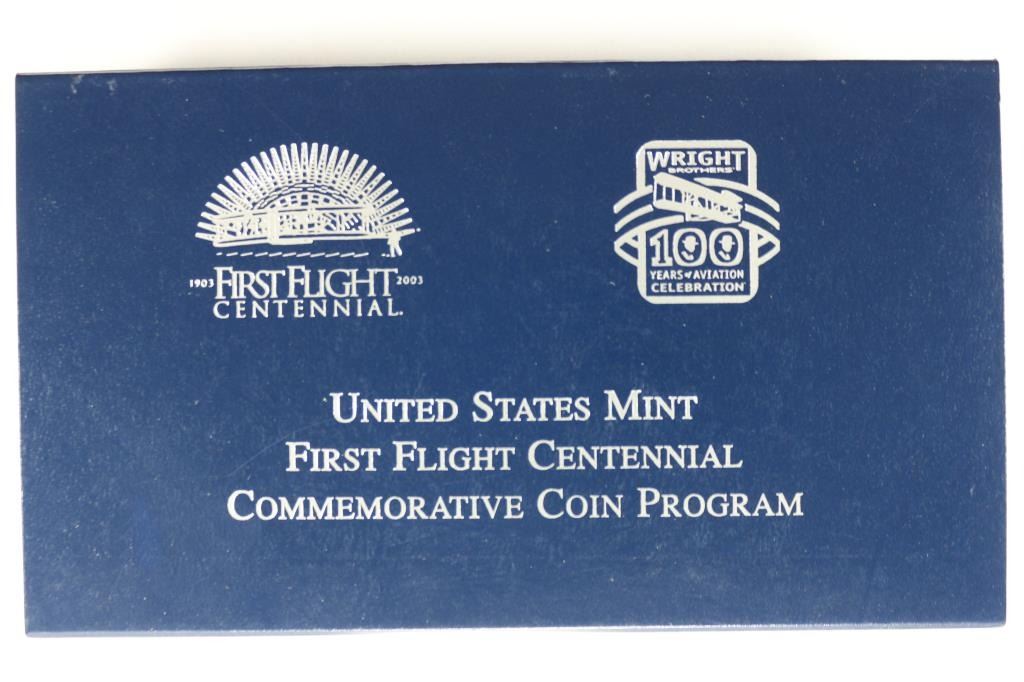 1903 FIRST FLIGHT 2003
CENTENNIAL.
WRIGHT
BROTHERS
100
YEARS of AVIATION
CELEBRATION
UNITED STATES MINT
FIRST FLIGHT CENTENNIAL
COMMEMORATIVE COIN PROGRAM